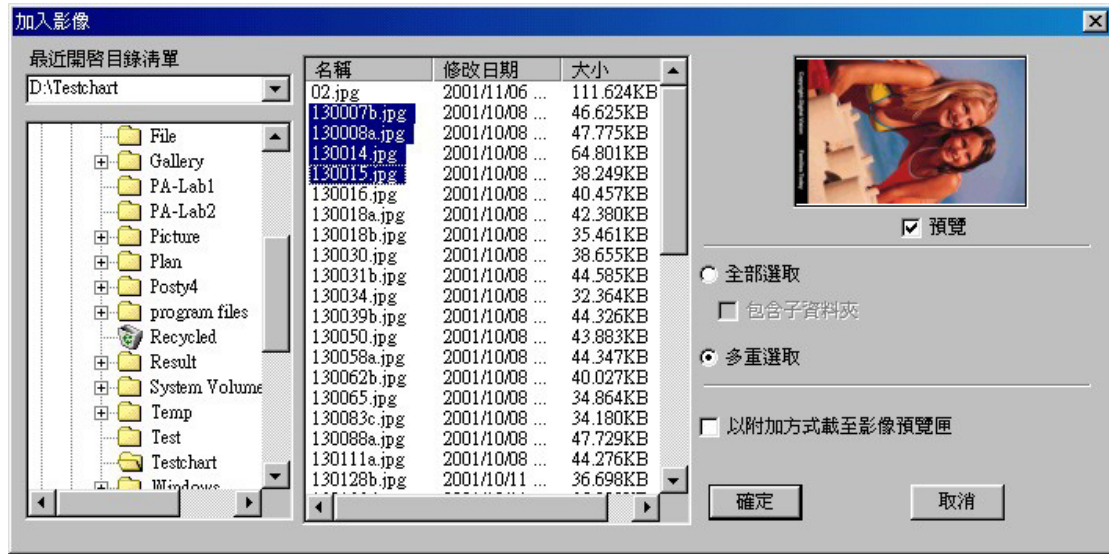 加入影像
最近開啓目錄清單
D:\Testchart
File
Gallery
PA-Lab1
PA-Lab2
Picture
Plan
Posty4
program files
Recycled
Result
System Volume
Temp
Test
Testchart
Windows
名稱 修改日期 大小
02.jpg 2001/11/06 ... 111.624KB
130007b.jpg 2001/10/08 ... 46.625KB
130008a.jpg 2001/10/08 ... 47.775KB
130014.jpg 2001/10/08 ... 64.801KB
130015.jpg 2001/10/08 ... 38.249KB
130016.jpg 2001/10/08 ... 40.457KB
130018a.jpg 2001/10/08 ... 42.380KB
130018b.jpg 2001/10/08 ... 35.461KB
130030.jpg 2001/10/08 ... 38.655KB
130031b.jpg 2001/10/08 ... 44.585KB
130034.jpg 2001/10/08 ... 32.364KB
130039b.jpg 2001/10/08 ... 44.326KB
130050.jpg 2001/10/08 ... 43.883KB
130058a.jpg 2001/10/08 ... 44.347KB
130062b.jpg 2001/10/08 ... 40.027KB
130065.jpg 2001/10/08 ... 34.864KB
130083c.jpg 2001/10/08 ... 34.180KB
130088a.jpg 2001/10/08 ... 47.729KB
130111a.jpg 2001/10/08 ... 44.276KB
130128b.jpg 2001/10/11 ... 36.698KB
Copyright Digital Vision Families Today
預覽
全部選取
包含子資料夾
多重選取
以附加方式載至影像預覽匣
確定 取消